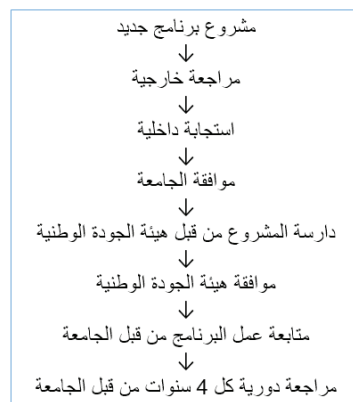 مشروع برنامج جديد
↓
مراجعة خارجية
↓
استجابة داخلية
↓
موافقة الجامعة
↓
دارسة المشروع من قبل هيئة الجودة الوطنية
↓
موافقة هيئة الجودة الوطنية
↓
متابعة عمل البرنامج من قبل الجامعة
↓
مراجعة دورية كل 4 سنوات من قبل الجامعة